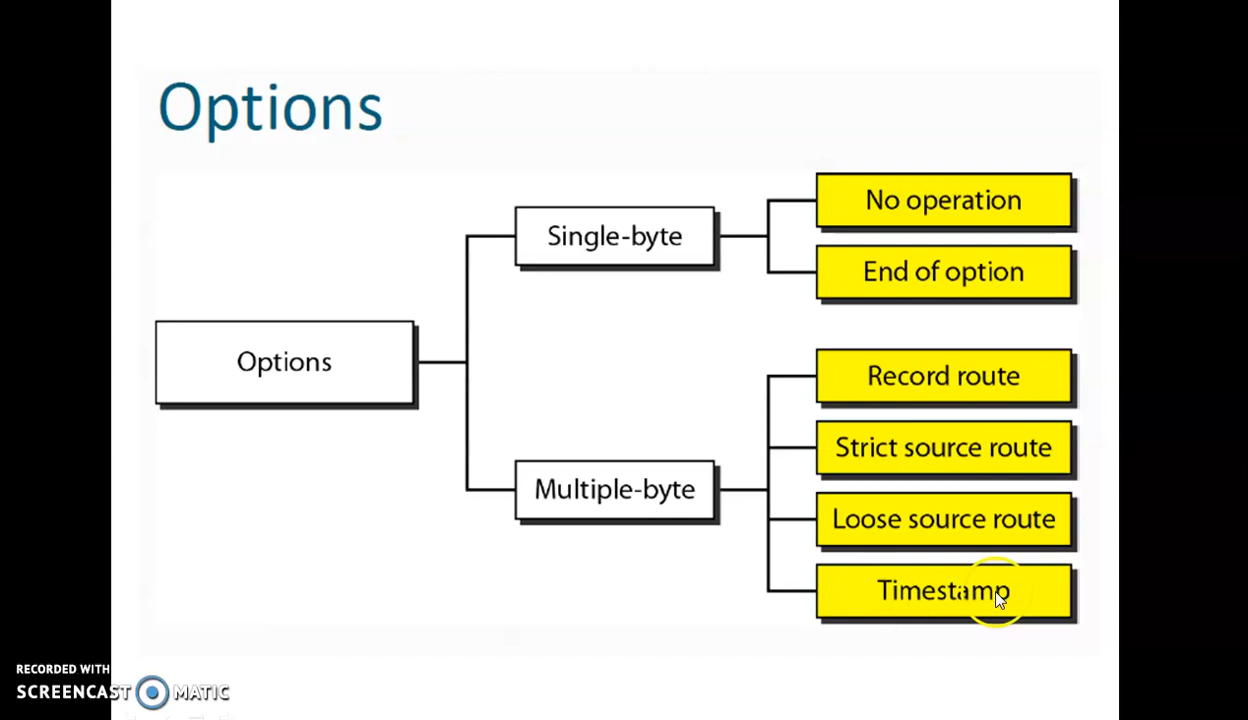 Options
No operation
Single-byte
End of option
Options
Record route
Strict source route
Multiple-byte
Loose source route
Timestamp
RECORDED WITH
SCREENCAST MATIC